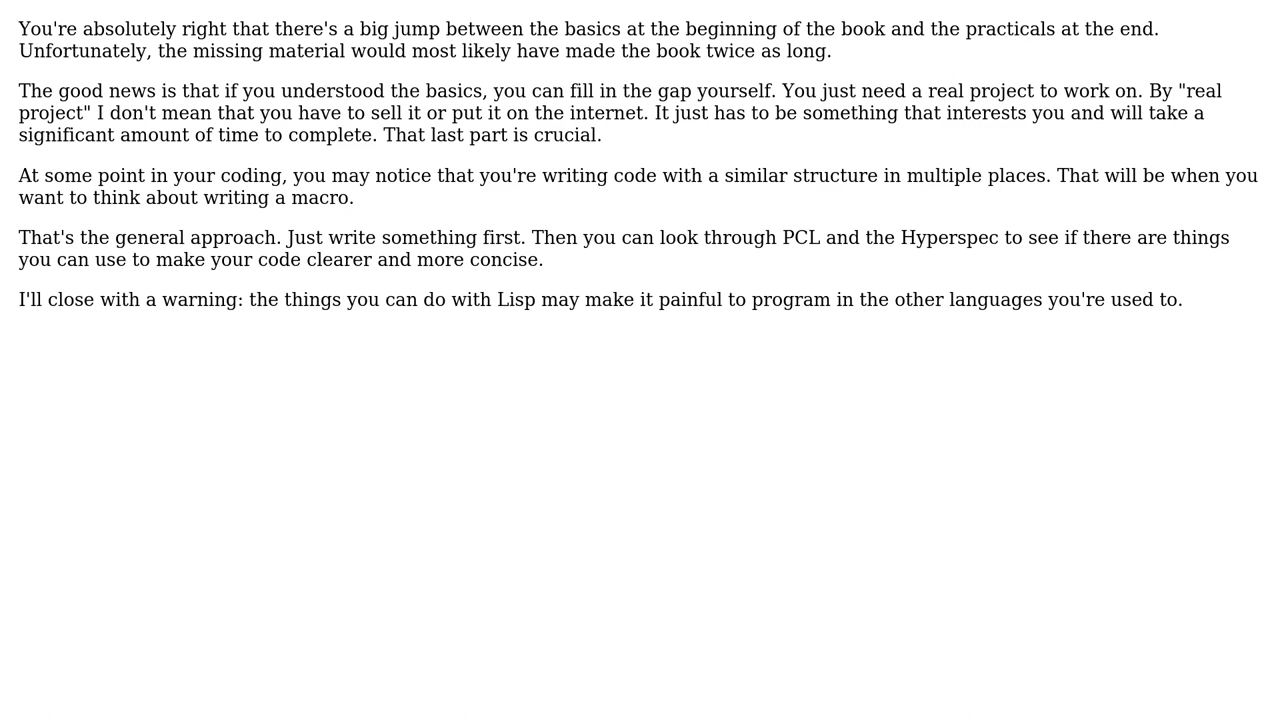 You're absolutely right that there's a big jump between the basics at the beginning of the book and the practicals at the end.
Unfortunately, the missing material would most likely have made the book twice as long.
The good news is that if you understood the basics, you can fill in the gap yourself. You just need a real project to work on. By "real
project" I don't mean that you have to sell it or put it on the internet. It just has to be something that interests you and will take a
significant amount of time to complete. That last part is crucial.
At some point in your coding, you may notice that you're writing code with a similar structure in multiple places. That will be when you
want to think about writing a macro.
That's the general approach. Just write something first. Then you can look through PCL and the Hyperspec to see if there are things
you can use to make your code clearer and more concise.
I'll close with a warning: the things you can do with Lisp may make it painful to program in the other languages you're used to.